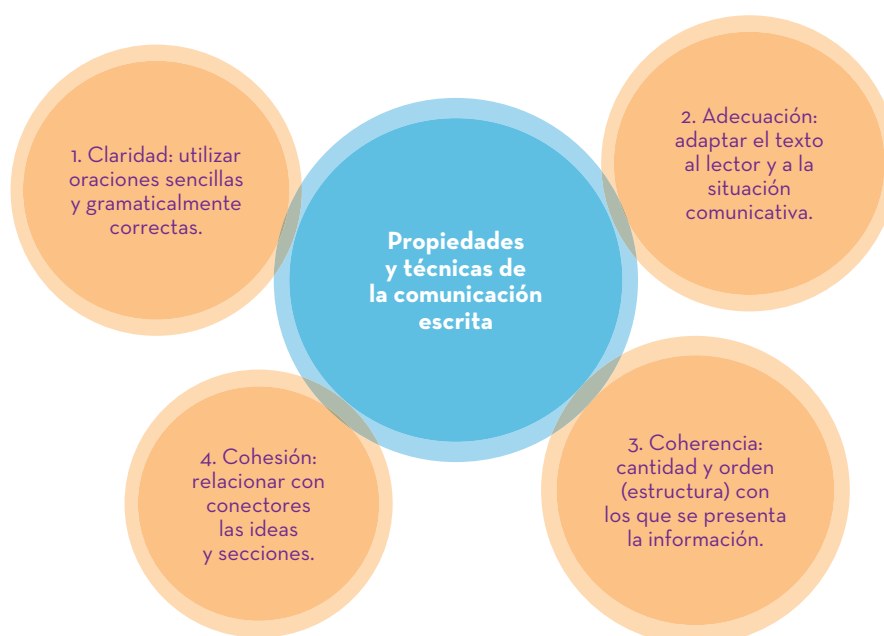 Propiedades
y técnicas de
la comunicación
escrita
1. Claridad: utilizar
oraciones sencillas
y gramaticalmente
correctas.
2. Adecuación:
adaptar el texto
al lector y a la
situación
comunicativa.
3. Coherencia:
cantidad y orden
(estructura) con
los que se presenta
la información.
4. Cohesión:
relacionar con
conectores
las ideas
y secciones.